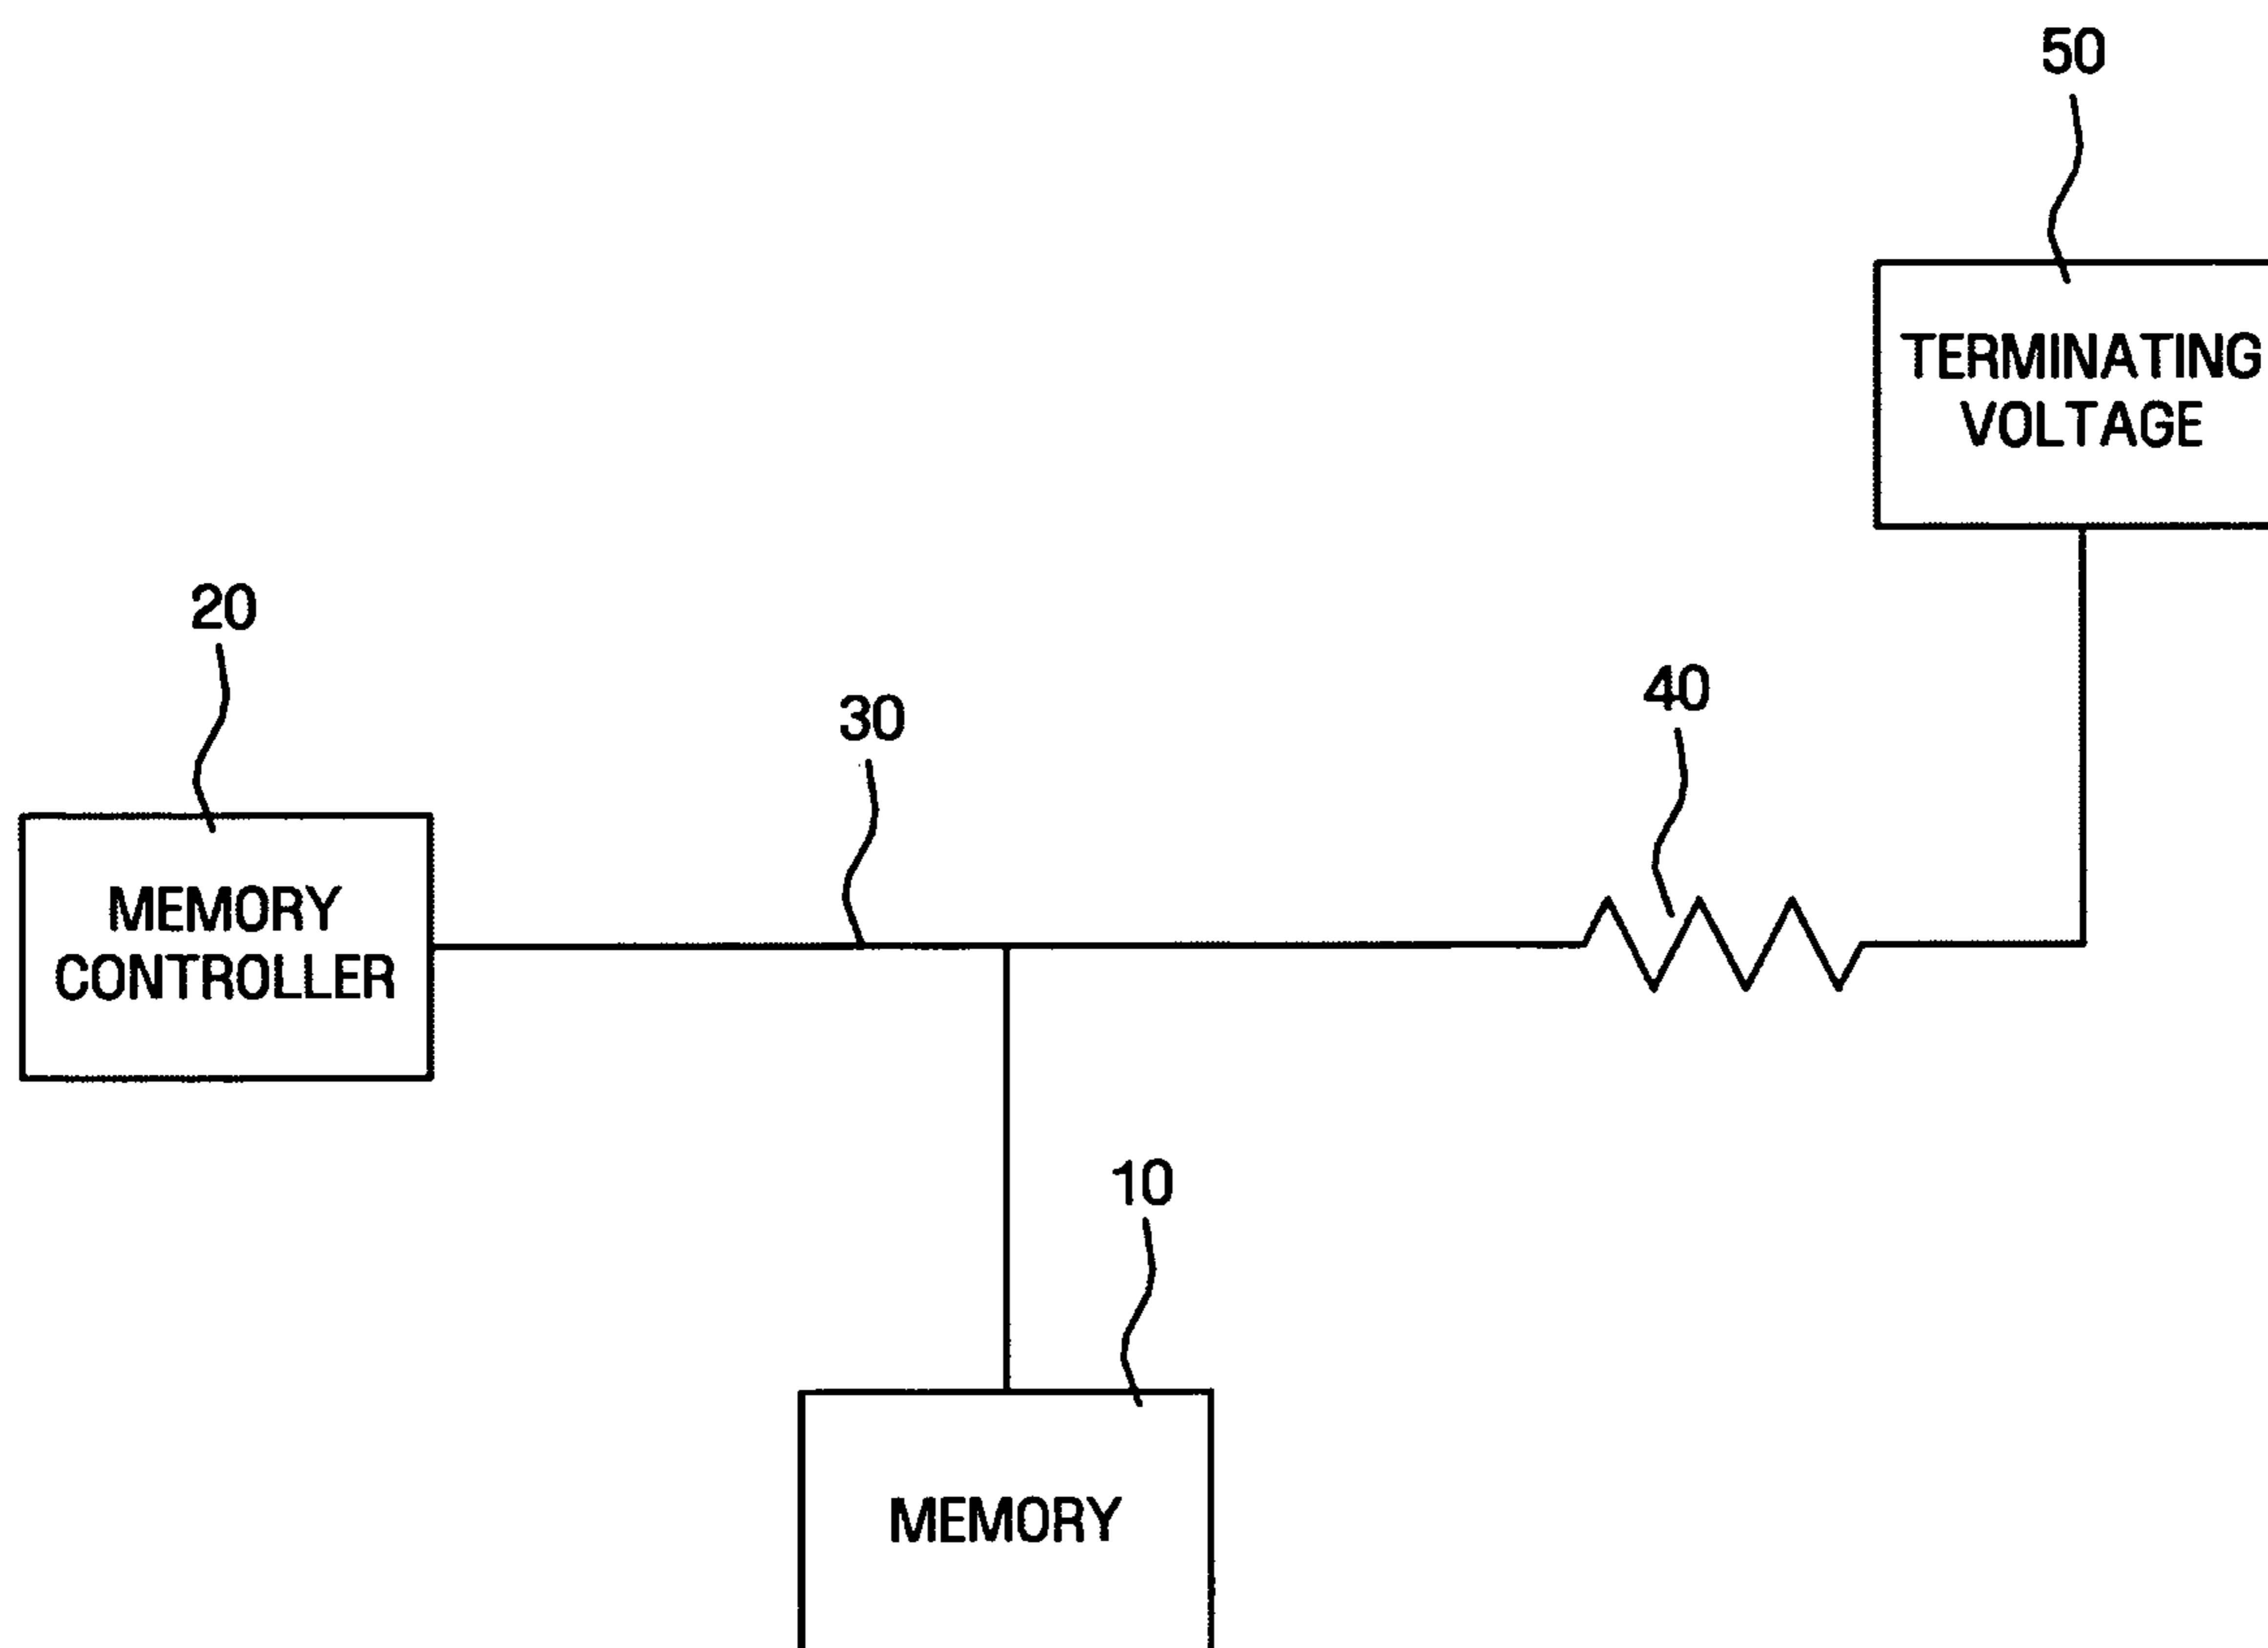 50
TERMINATING
VOLTAGE
20
30
40
MEMORY
CONTROLLER
10
MEMORY